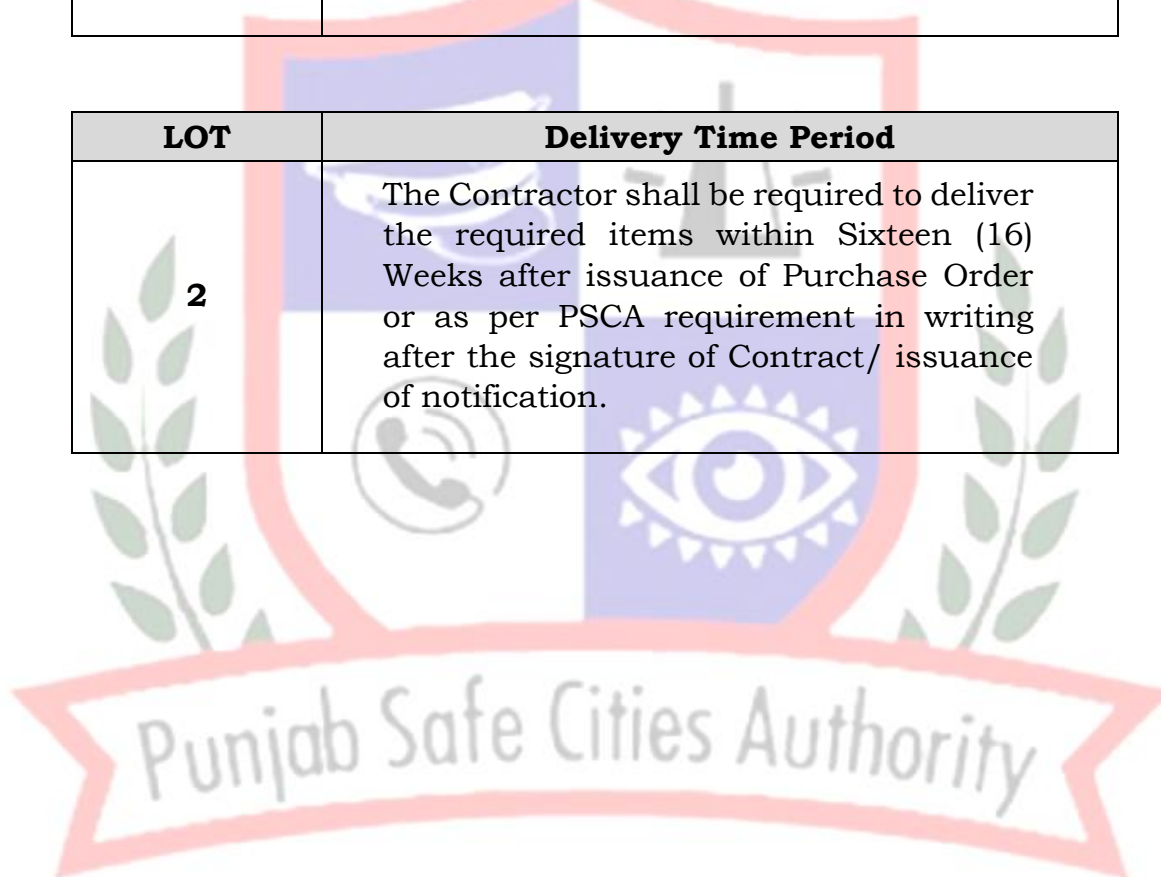 LOT
Delivery Time Period
2
The Contractor shall be required to deliver
the required items within Sixteen (16)
Weeks after issuance of Purchase Order
or as per PSCA requirement in writing
after the signature of Contract/ issuance
of notification.
Punjab Safe Cities Authority